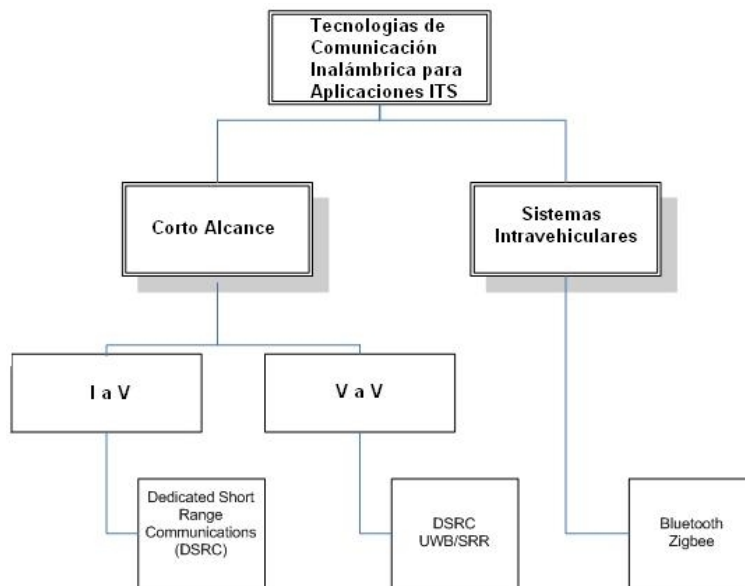 Tecnologias de
Comunicación
Inalámbrica para
Aplicaciones ITS
Corto Alcance
Sistemas
Intravehiculares
I a V
V a V
Dedicated Short
Range
Communications
(DSRC)
DSRC
UWB/SRR
Bluetooth
Zigbee